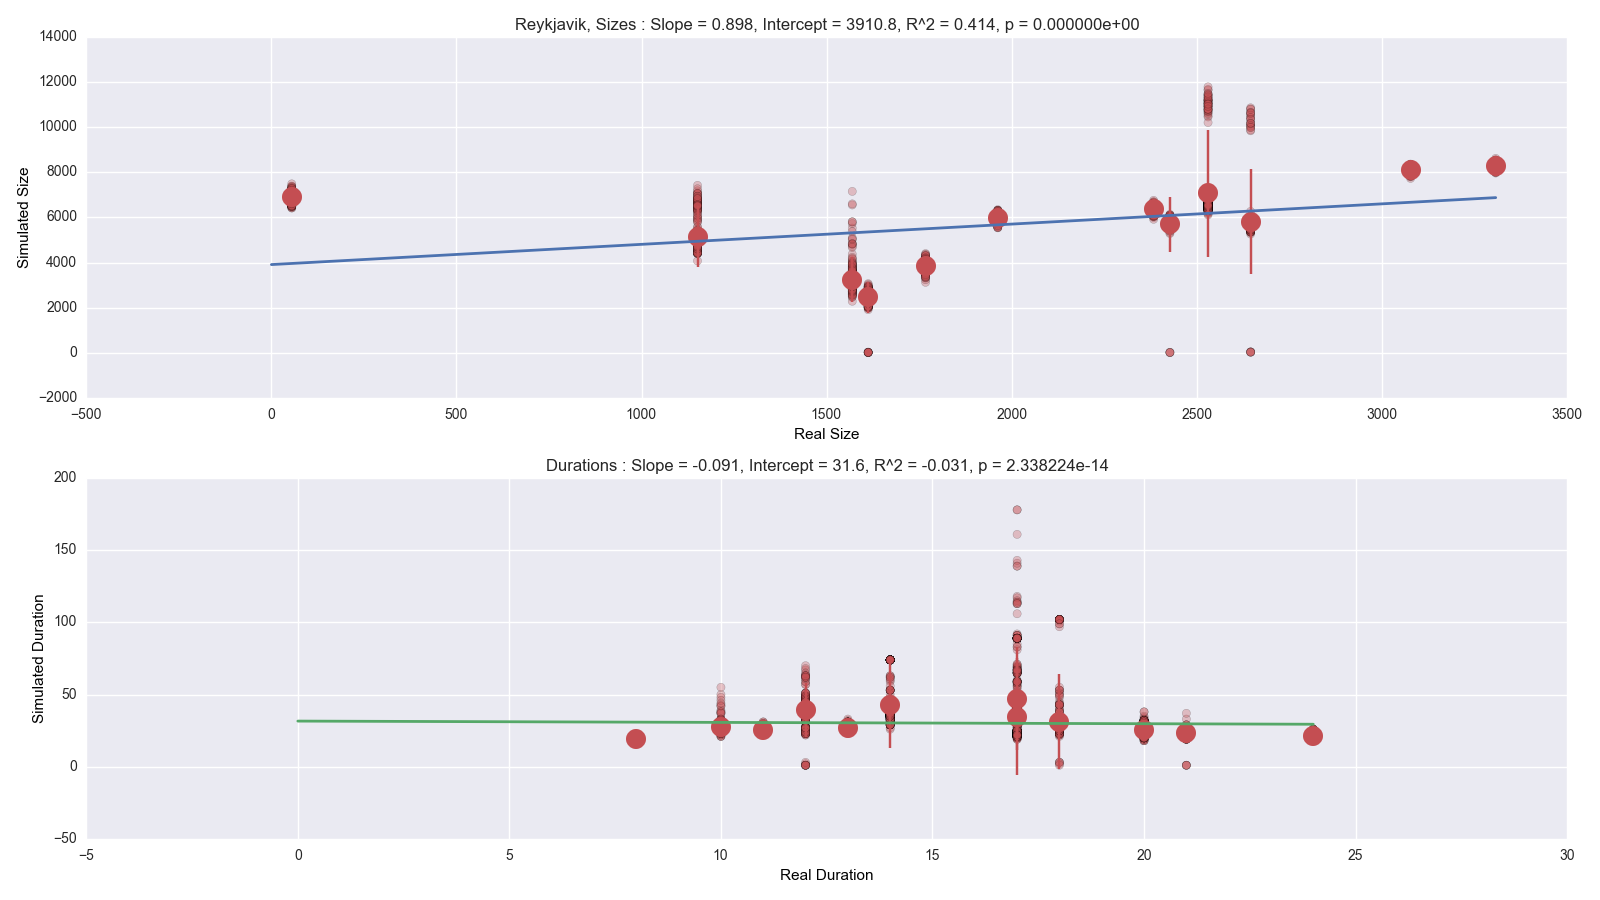 Reykjavik, Sizes : Slope = 0.898, Intercept = 3910.8, R^2 = 0.414, p = 0.000000e+00
14000
12000
10000
8000
6000
4000
2000
0
−2000
Simulated Size
−500 0 500 1000 1500 2000 2500 3000 3500
Real Size
Durations : Slope = -0.091, Intercept = 31.6, R^2 = -0.031, p = 2.338224e-14
200
150
100
50
0
−50
Simulated Duration
−5 0 5 10 15 20 25 30
Real Duration